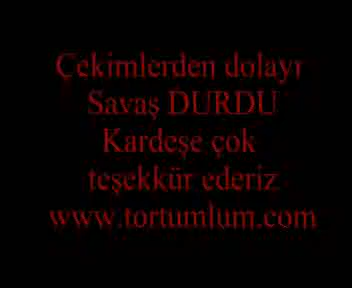 Çekimlerden dolayı
Savaş DURDU
Kardeşe çok
teşekkür ederiz
www.tortumlum.com